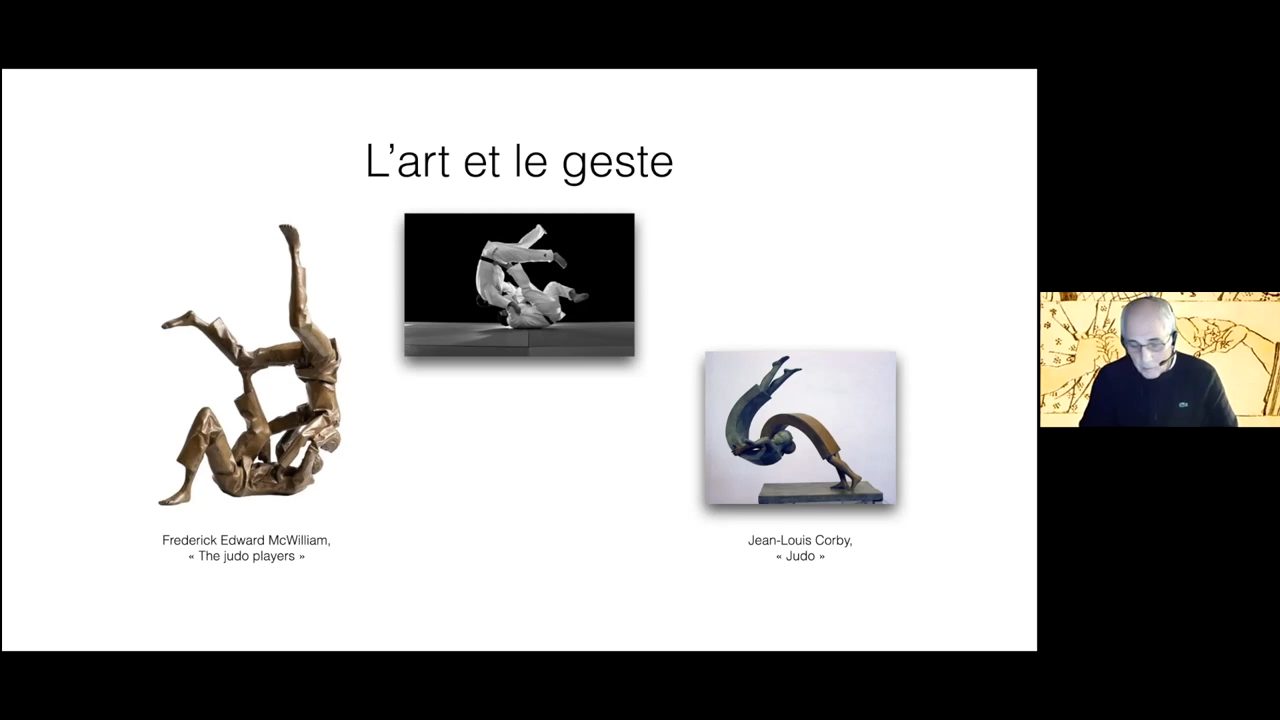 L’art et le geste
Frederick Edward McWilliam,
« The judo players »
Jean-Louis Corby,
« Judo »